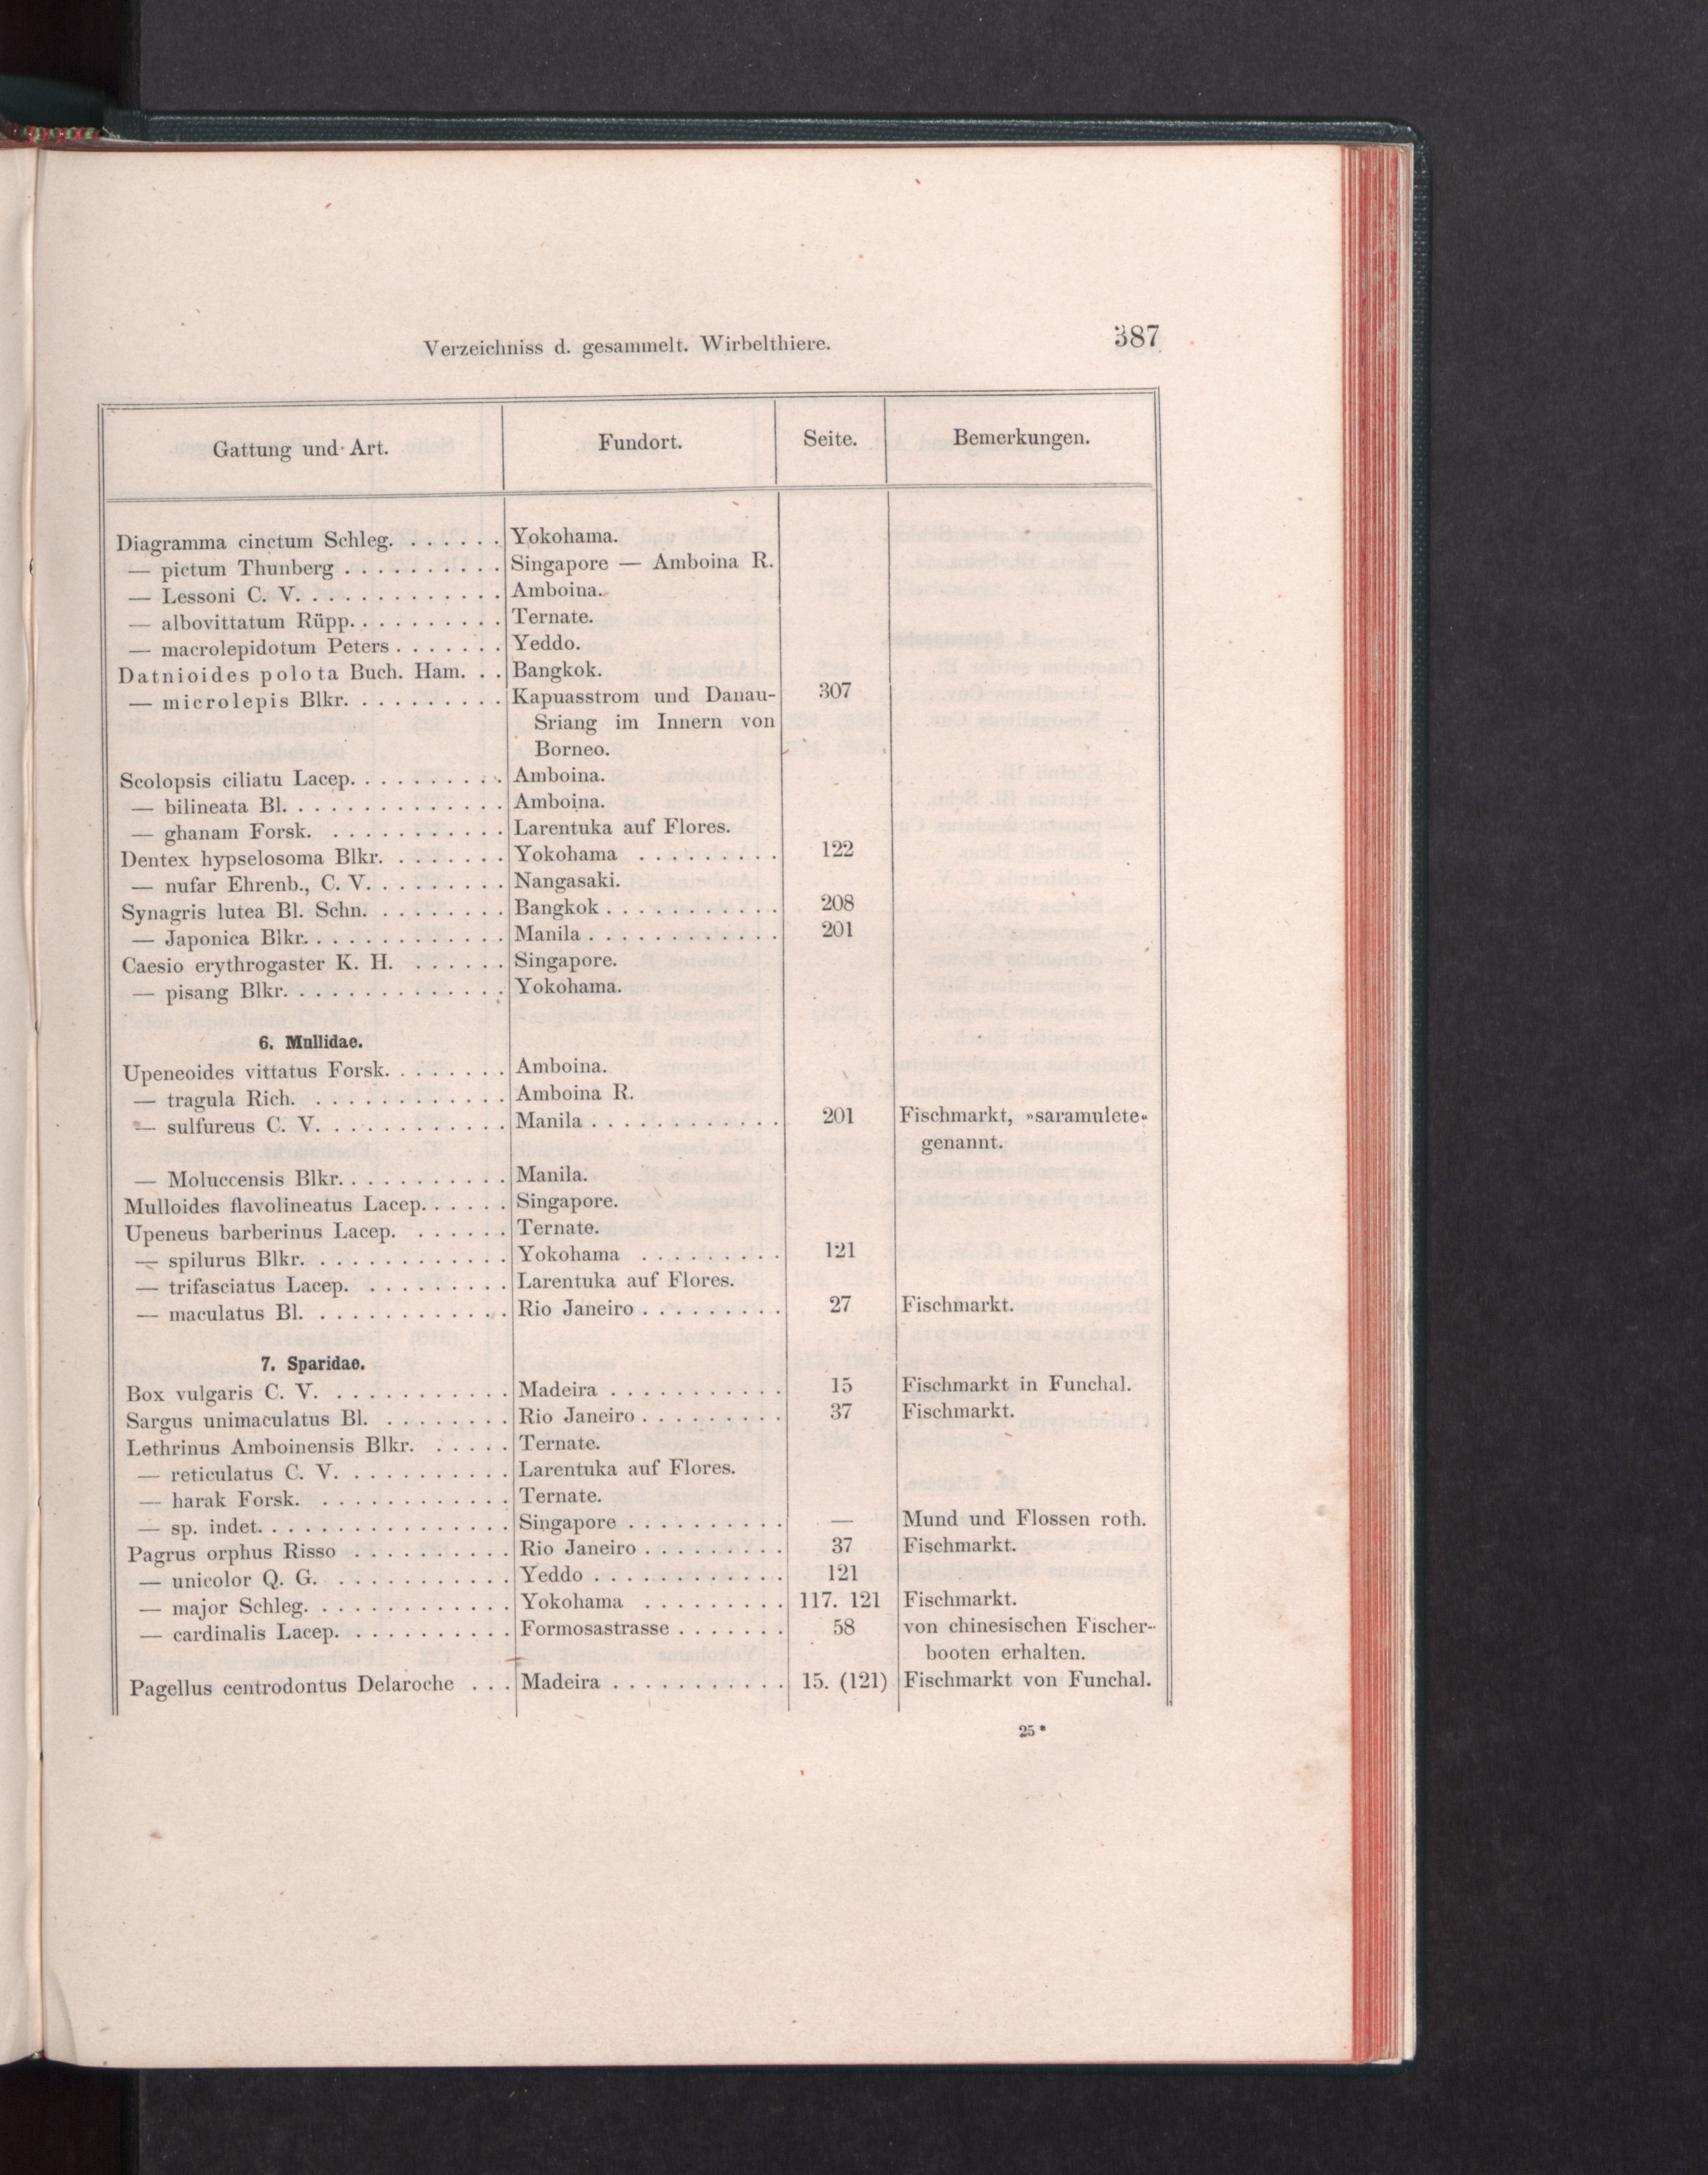 Verzeichniss d. gesammelt. Wirbelthiere. 387
Gattung und Art. Fundort. Seite. Bemerkungen.
Diagramma cinctum Schleg. . . . . . . Yokohama.
— pictum Thunberg . . . . . . . . . . Singapore — Amboina R.
— Lessoni C. V. . . . . . . . . . . . . Amboina.
— albovittatum Rüpp. . . . . . . . . . Ternate.
— macrolepidotum Peters . . . . . . . Yeddo.
Datnioides polota Buch. Ham. . . Bangkok.
— microlepis Blkr. . . . . . . . . . Kapuasstrom und Danau- 307
Sriang im Innern von
Borneo.
Scolopsis ciliatu Lacep. . . . . . . . . . Amboina.
— bilineata Bl. . . . . . . . . . . . . . Amboina.
— ghanam Forsk. . . . . . . . . . . . Larentuka auf Flores.
Dentex hypselosoma Blkr. . . . . . . . Yokohama . . . . . . . . . 122
— nufar Ehrenb., C. V. . . . . . . . . Nangasaki.
Synagris lutea Bl. Schn. . . . . . . . . Bangkok . . . . . . . . . . . 208
— Japonica Blkr. . . . . . . . . . . . . Manila . . . . . . . . . . . . 201
Caesio erythrogaster K. H. . . . . . . Singapore.
— pisang Blkr. . . . . . . . . . . . . . Yokohama.
6. Mullidae.
Upeneoides vittatus Forsk. . . . . . . . Amboina.
— tragula Rich. . . . . . . . . . . . . Amboina R.
— sulfureus C. V. . . . . . . . . . . . Manila . . . . . . . . . . . . 201 Fischmarkt, »saramulete«
genannt.
— Moluccensis Blkr. . . . . . . . . . . Manila.
Mulloides flavolineatus Lacep. . . . . . Singapore.
Upeneus barberinus Lacep. . . . . . . Ternate.
— spilurus Blkr. . . . . . . . . . . . . Yokohama . . . . . . . . . 121
— trifasciatus Lacep. . . . . . . . . . Larentuka auf Flores.
— maculatus Bl. . . . . . . . . . . . . Rio Janeiro . . . . . . . . . 27 Fischmarkt.
7. Sparidae.
Box vulgaris C. V. . . . . . . . . . . . Madeira . . . . . . . . . . . 15 Fischmarkt in Funchal.
Sargus unimaculatus Bl. . . . . . . . . Rio Janeiro . . . . . . . . . 37 Fischmarkt.
Lethrinus Amboinensis Blkr. . . . . . Ternate.
— reticulatus C. V. . . . . . . . . . . Larentuka auf Flores.
— harak Forsk. . . . . . . . . . . . . Ternate.
— sp. indet. . . . . . . . . . . . . . . . Singapore . . . . . . . . . . — Mund und Flossen roth.
Pagrus orphus Risso . . . . . . . . . . Rio Janeiro . . . . . . . . . 37 Fischmarkt.
— unicolor Q. G. . . . . . . . . . . . Yeddo . . . . . . . . . . . . 121
— major Schleg. . . . . . . . . . . . . Yokohama . . . . . . . . . 117. 121 Fischmarkt.
— cardinalis Lacep. . . . . . . . . . . Formosastrasse . . . . . . . 58 von chinesischen Fischer-
booten erhalten.
Pagellus centrodontus Delaroche . . . Madeira . . . . . . . . . . . 15. (121) Fischmarkt von Funchal.
25*